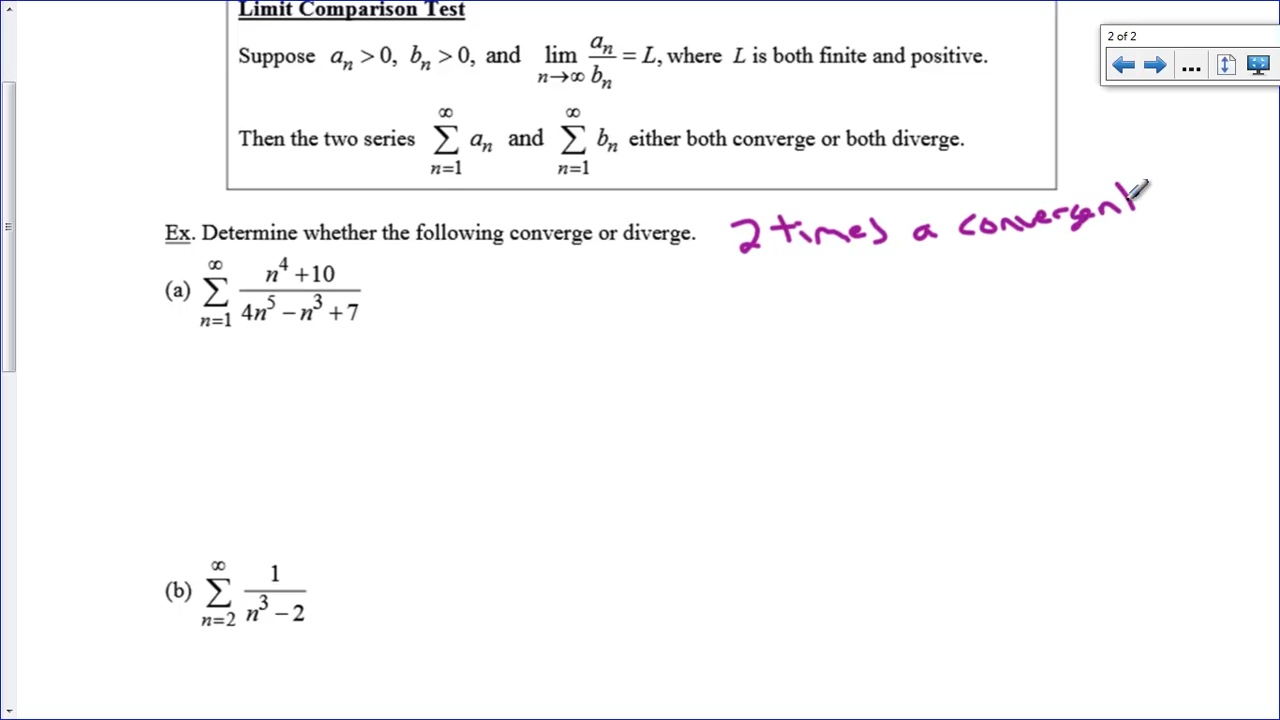 Limit Comparison Test
2 of 2
Suppose aₙ > 0, bₙ > 0, and lim n→∞ aₙ/bₙ = L, where L is both finite and positive.
Then the two series ∑ₙ₌₁^∞ aₙ and ∑ₙ₌₁^∞ bₙ either both converge or both diverge.
Ex. Determine whether the following converge or diverge. 2 times a convergent
(a) ∑ₙ₌₁^∞ (n⁴ + 10)/(4n⁵ − n³ + 7)
(b) ∑ₙ₌₂^∞ 1/(n³ − 2)